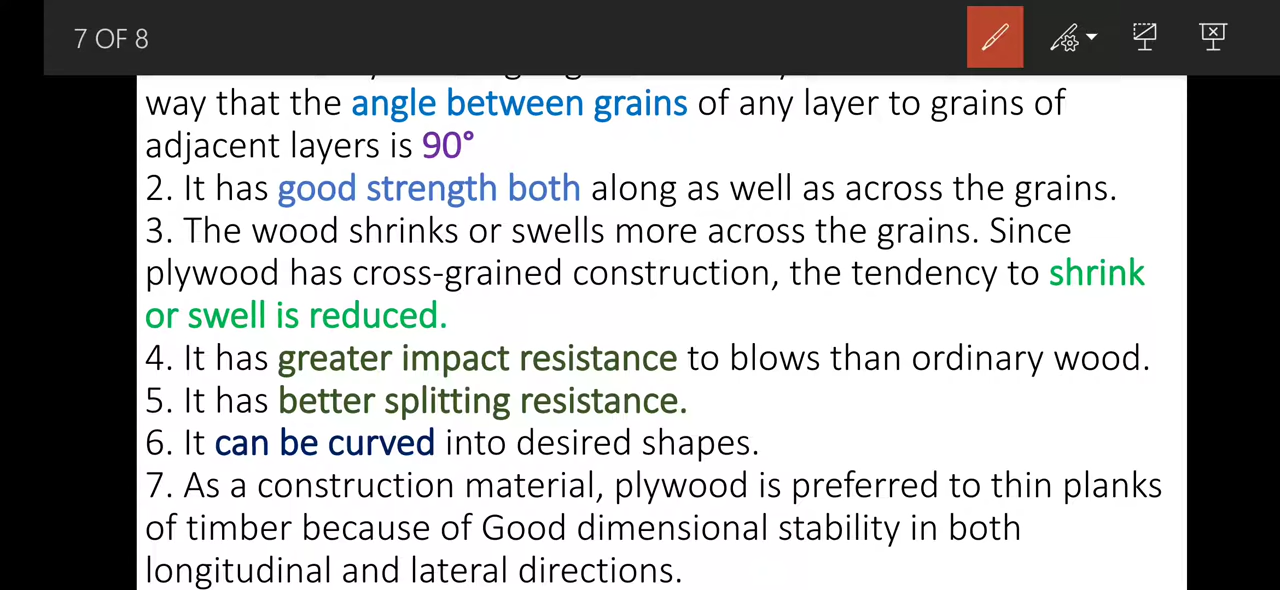 7 OF 8
way that the angle between grains of any layer to grains of
adjacent layers is 90°
2. It has good strength both along as well as across the grains.
3. The wood shrinks or swells more across the grains. Since
plywood has cross-grained construction, the tendency to shrink
or swell is reduced.
4. It has greater impact resistance to blows than ordinary wood.
5. It has better splitting resistance.
6. It can be curved into desired shapes.
7. As a construction material, plywood is preferred to thin planks
of timber because of Good dimensional stability in both
longitudinal and lateral directions.